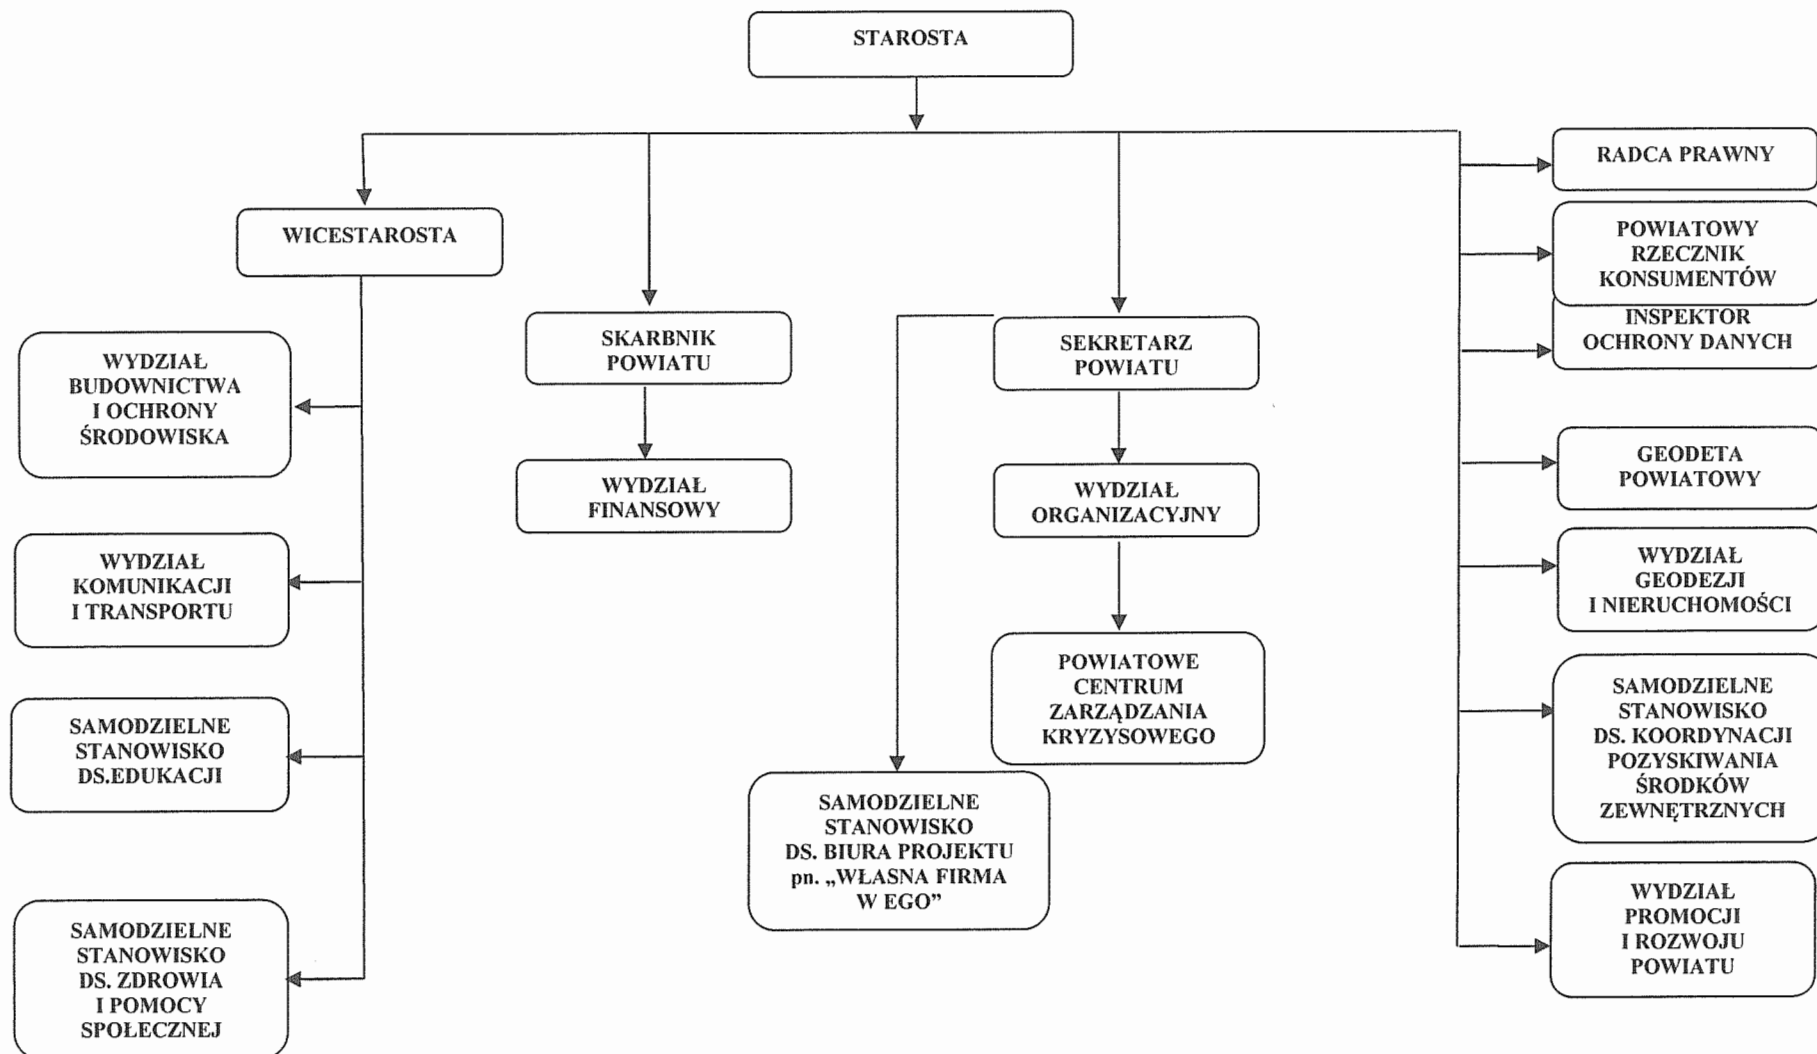 STAROSTA
WICESTAROSTA
WYDZIAŁ
BUDOWNICTWA
I OCHRONY
ŚRODOWISKA
WYDZIAŁ
KOMUNIKACJI
I TRANSPORTU
SAMODZIELNE
STANOWISKO
DS.EDUKACJI
SAMODZIELNE
STANOWISKO
DS. ZDROWIA
I POMOCY
SPOŁECZNEJ
SKARBNIK
POWIATU
WYDZIAŁ
FINANSOWY
SEKRETARZ
POWIATU
WYDZIAŁ
ORGANIZACYJNY
POWIATOWE
CENTRUM
ZARZĄDZANIA
KRYZYSOWEGO
SAMODZIELNE
STANOWISKO
DS. BIURA PROJEKTU
pn. „WŁASNA FIRMA
W EGO”
RADCA PRAWNY
POWIATOWY
RZECZNIK
KONSUMENTÓW
INSPEKTOR
OCHRONY DANYCH
GEODETA
POWIATOWY
WYDZIAŁ
GEODEZJI
I NIERUCHOMOŚCI
SAMODZIELNE
STANOWISKO
DS. KOORDYNACJI
POZYSKIWANIA
ŚRODKÓW
ZEWNĘTRZNYCH
WYDZIAŁ
PROMOCJI
I ROZWOJU
POWIATU